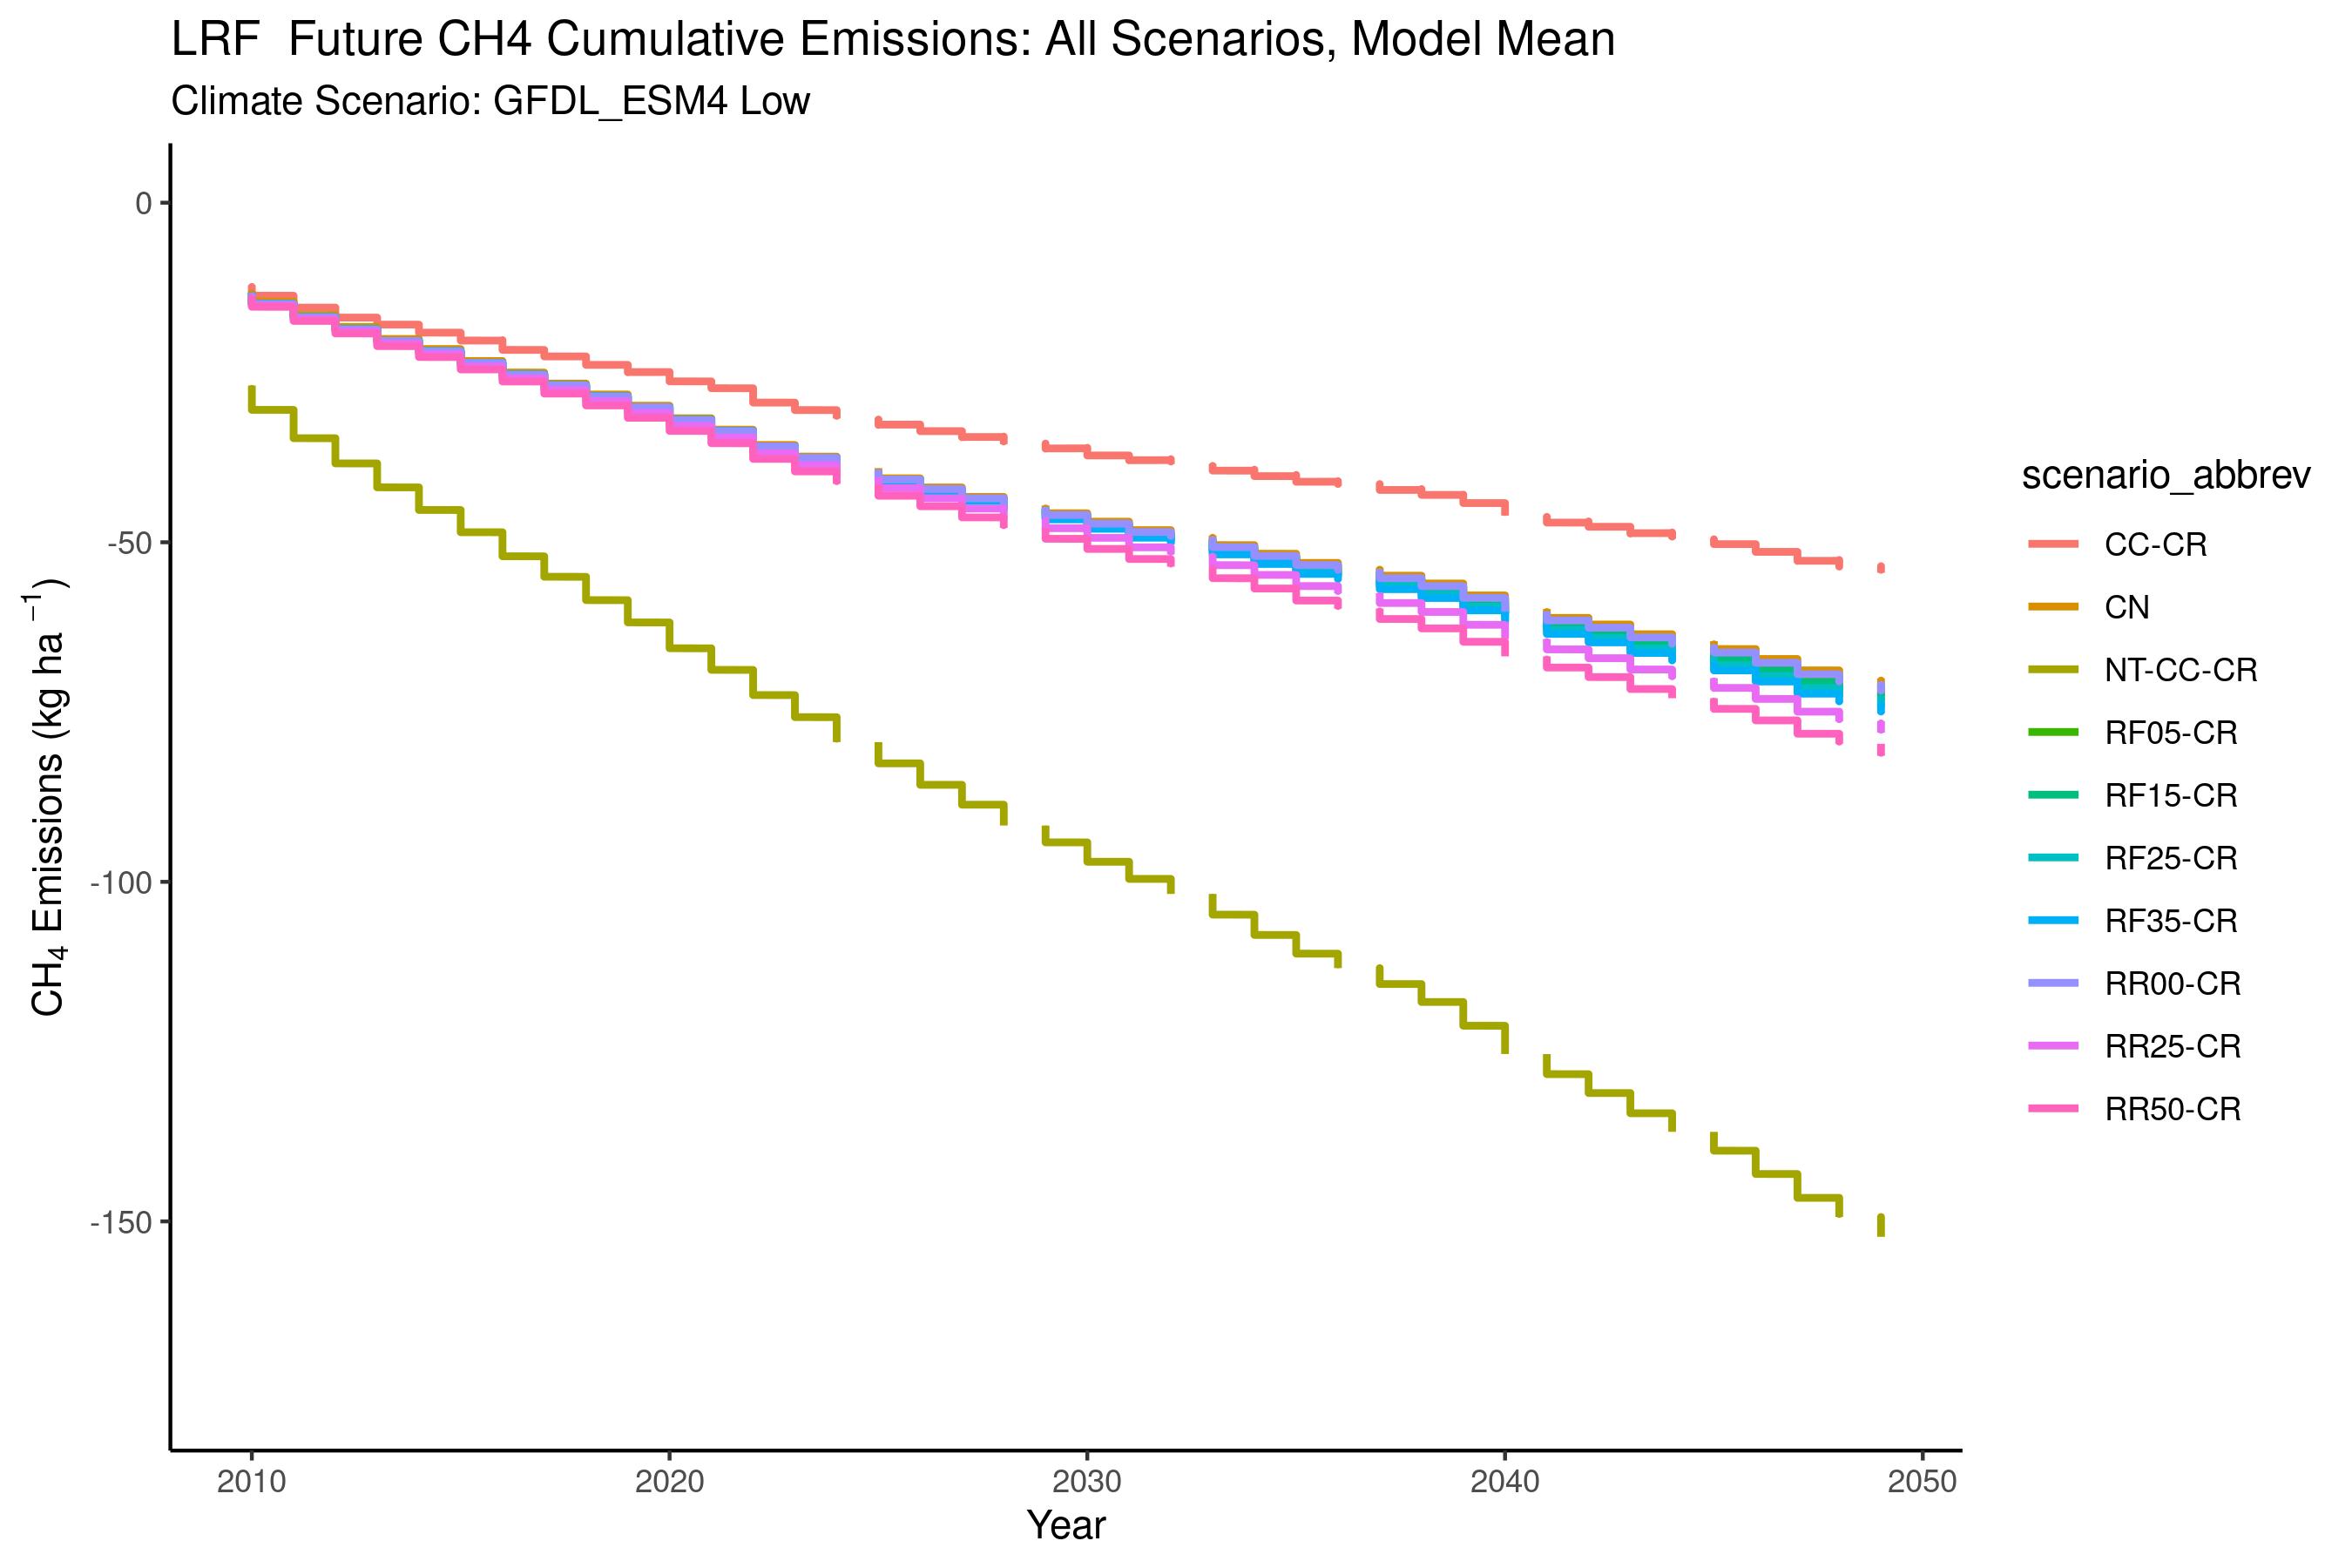 LRF  Future CH4 Cumulative Emissions: All Scenarios, Model Mean
Climate Scenario: GFDL_ESM4 Low
CH₄ Emissions (kg ha ⁻¹)
0
-50
-100
-150
2010
2020
2030
2040
2050
Year
scenario_abbrev
CC-CR
CN
NT-CC-CR
RF05-CR
RF15-CR
RF25-CR
RF35-CR
RR00-CR
RR25-CR
RR50-CR